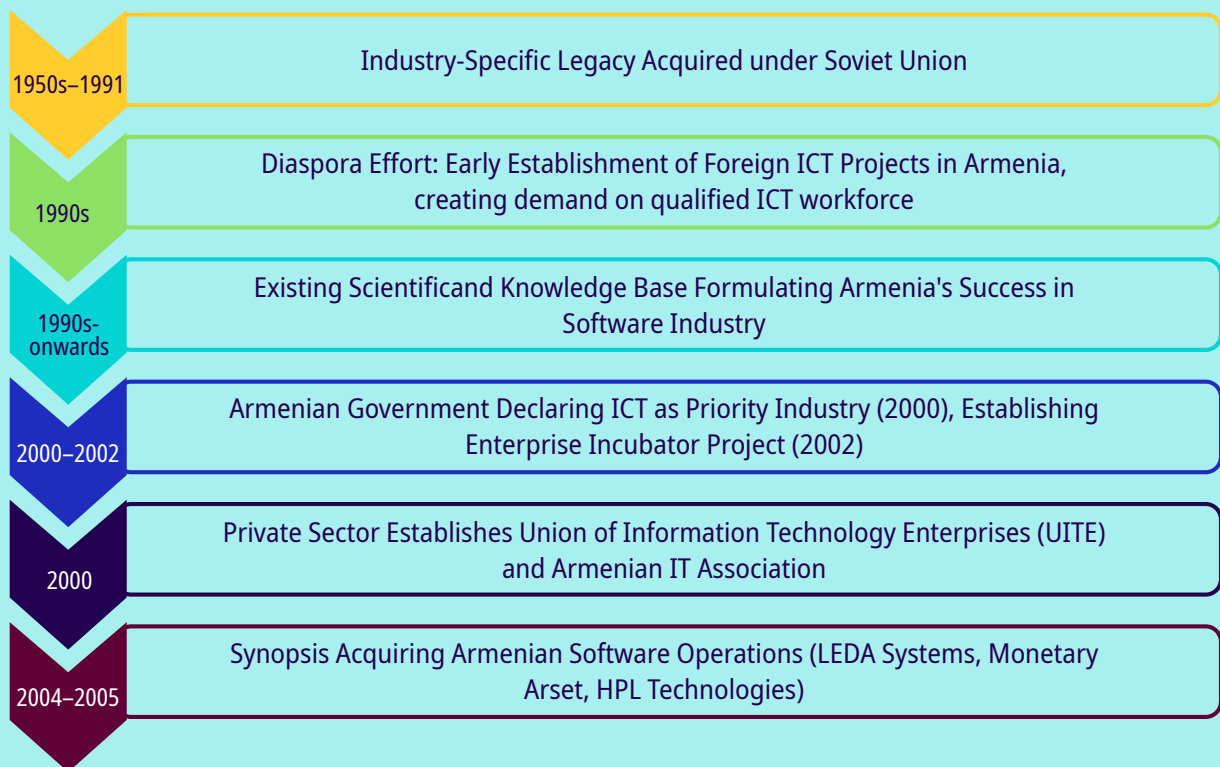 1950s–1991
Industry-Specific Legacy Acquired under Soviet Union
1990s
Diaspora Effort: Early Establishment of Foreign ICT Projects in Armenia,
creating demand on qualified ICT workforce
1990s-
onwards
Existing Scientificand Knowledge Base Formulating Armenia's Success in
Software Industry
2000–2002
Armenian Government Declaring ICT as Priority Industry (2000), Establishing
Enterprise Incubator Project (2002)
2000
Private Sector Establishes Union of Information Technology Enterprises (UITE)
and Armenian IT Association
2004–2005
Synopsis Acquiring Armenian Software Operations (LEDA Systems, Monetary
Arset, HPL Technologies)